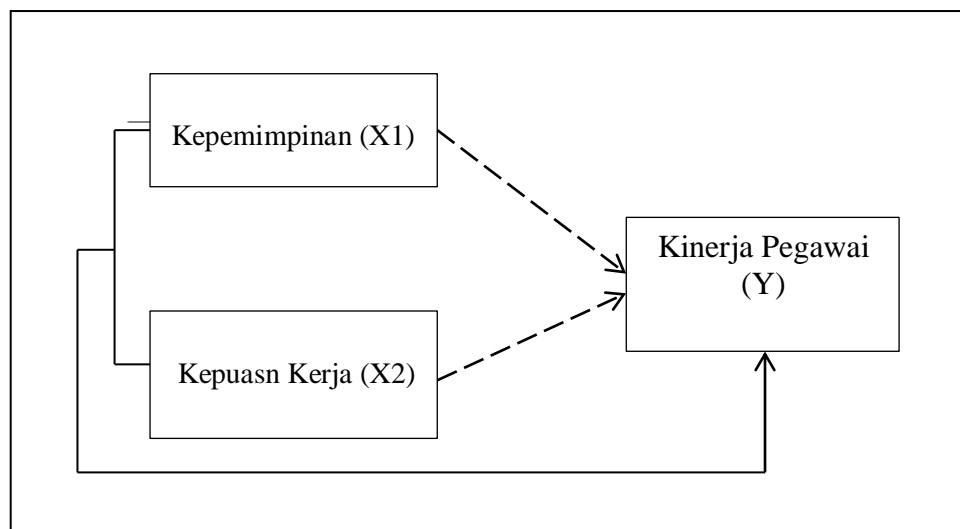 Kepemimpinan (X1)
Kinerja Pegawai
(Y)
Kepuasn Kerja (X2)